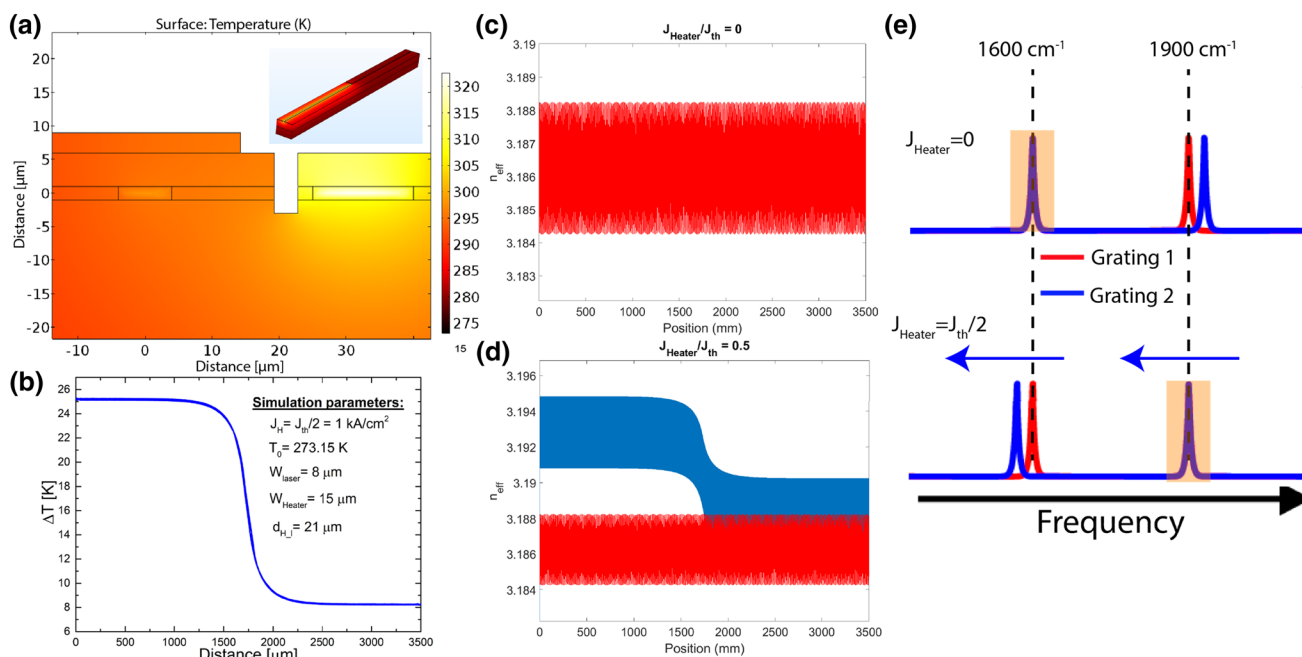 (a)
Surface: Temperature (K)
Distance [µm]
20
15
10
5
0
-5
-10
-15
-20
-10
0
10
20
30
Distance [µm]
320
315
310
305
300
295
290
285
280
275
273
15
(b)
ΔT [K]
26
24
22
20
18
16
14
12
10
8
6
Simulation parameters:
J_H= J_th/2 = 1 kA/cm²
T_0= 273.15 K
W_laser= 8 µm
W_Heater= 15 µm
d_H_l= 21 µm
0
500
1000
1500
2000
2500
3000
3500
Distance [µm]
(c)
J_Heater/J_th = 0
n_eff
3.19
3.189
3.188
3.187
3.186
3.185
3.184
3.183
0
500
1000
1500
2000
2500
3000
3500
Position (mm)
(d)
J_Heater/J_th = 0.5
n_eff
3.196
3.194
3.192
3.19
3.188
3.186
3.184
0
500
1000
1500
2000
2500
3000
3500
Position (mm)
(e)
1600 cm⁻¹
1900 cm⁻¹
J_Heater=0
Grating 1
Grating 2
J_Heater=J_th/2
Frequency